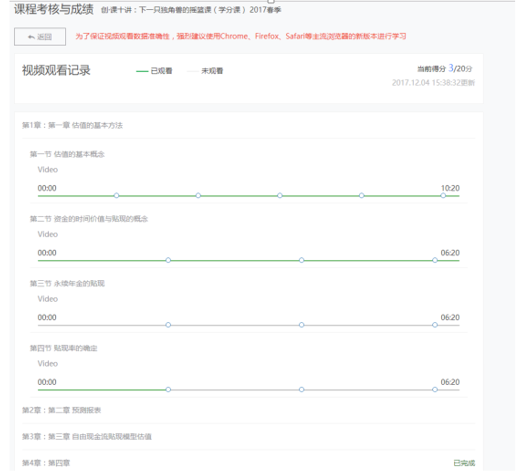 课程考核与成绩 创·课十讲：下一只独角兽的摇篮课（学分课）2017春季
返回 为了保证视频观看数据准确性，强烈建议使用Chrome、Firefox、Safari等主流浏览器的新版本进行学习
视频观看记录 已观看 未观看 当前得分 3/20分
2017.12.04 15:38:32更新
第1章：第一章 估值的基本方法
第一节 估值的基本概念
Video
00:00 10:20
第二节 资金的时间价值与贴现的概念
Video
00:00 06:20
第三节 永续年金的贴现
Video
00:00 06:20
第四节 贴现率的确定
Video
00:00 06:20
第2章：第二章 预测报表
第3章：第三章 自由现金流贴现模型估值
第4章：第四章 已完成